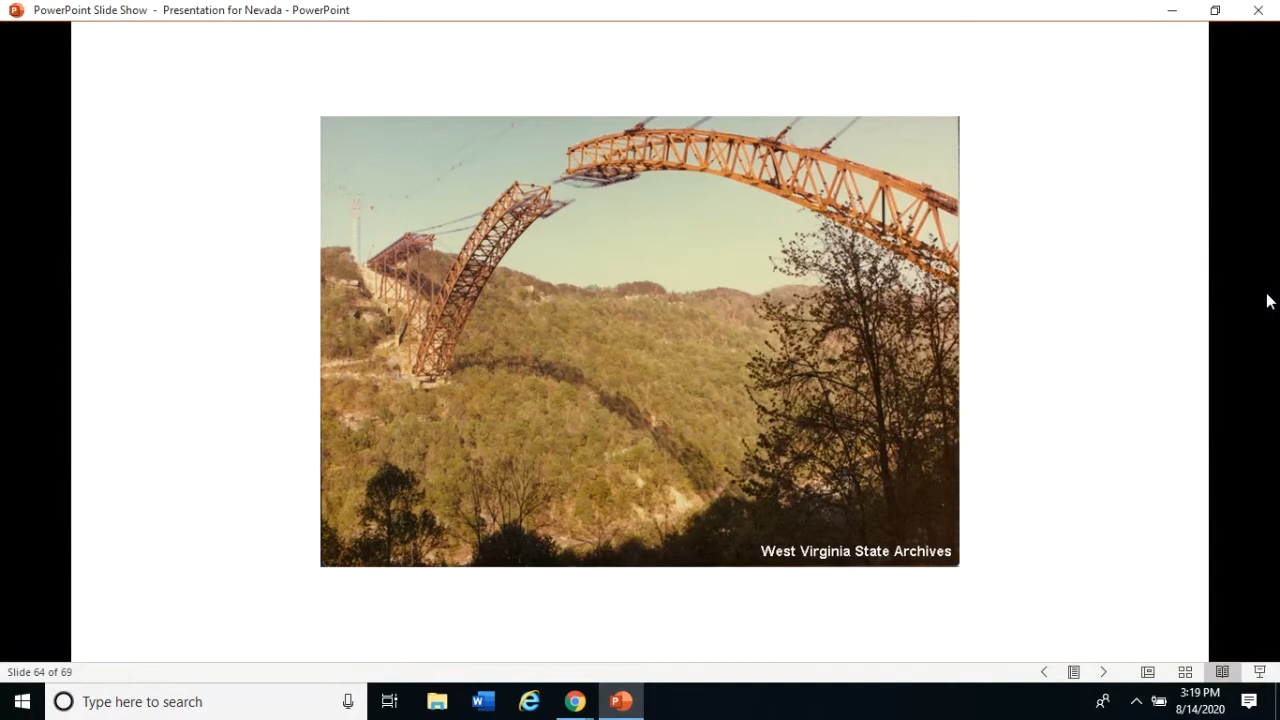 PowerPoint Slide Show - Presentation for Nevada - PowerPoint
West Virginia State Archives
Slide 64 of 69
Type here to search
3:19 PM
8/14/2020